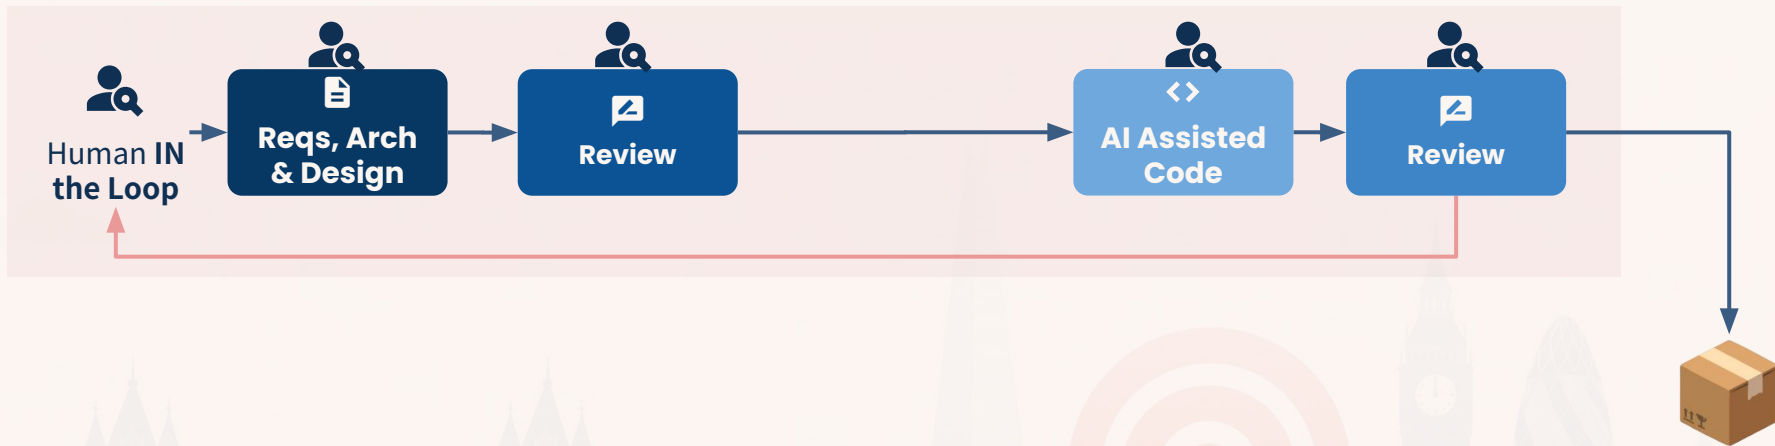 Human IN
the Loop
Reqs, Arch
& Design
Review
AI Assisted
Code
Review